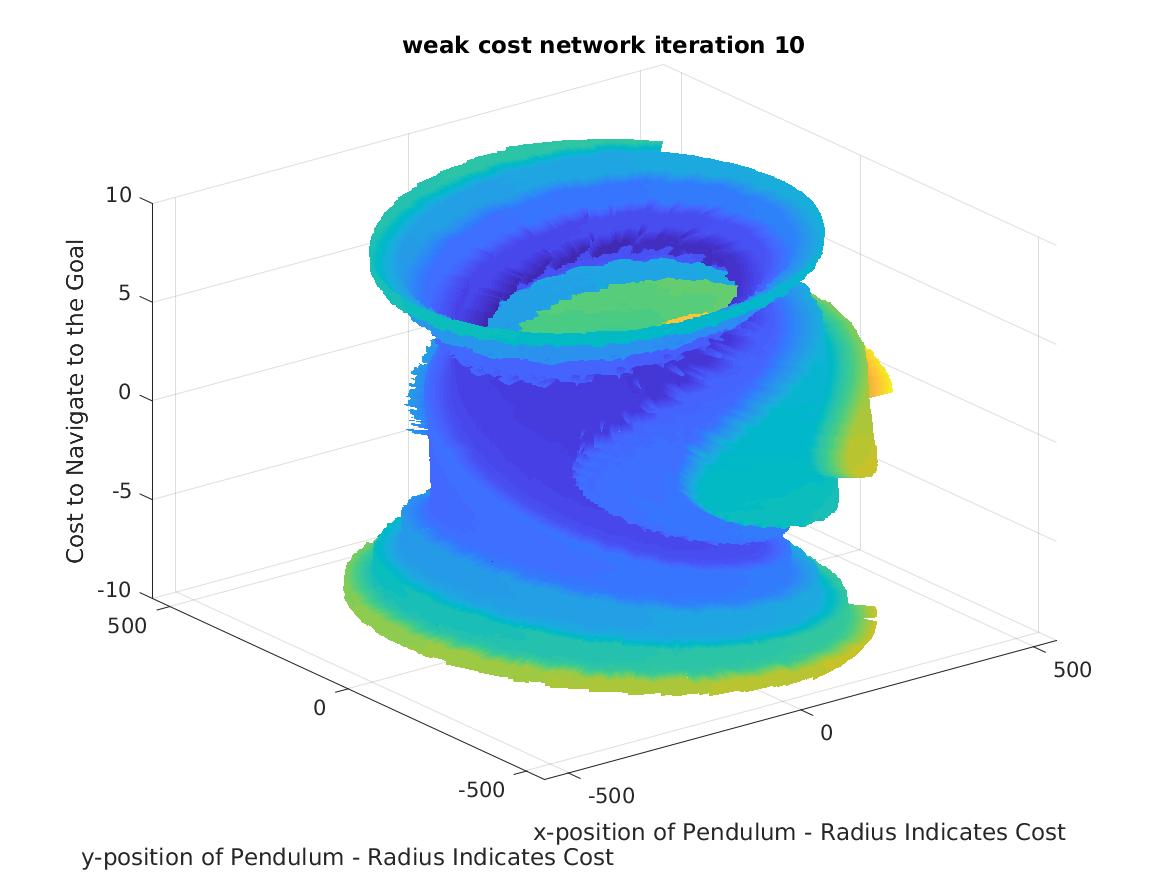 weak cost network iteration 10
10
5
0
-5
-10
Cost to Navigate to the Goal
500
0
-500
-500
0
500
x-position of Pendulum - Radius Indicates Cost
y-position of Pendulum - Radius Indicates Cost